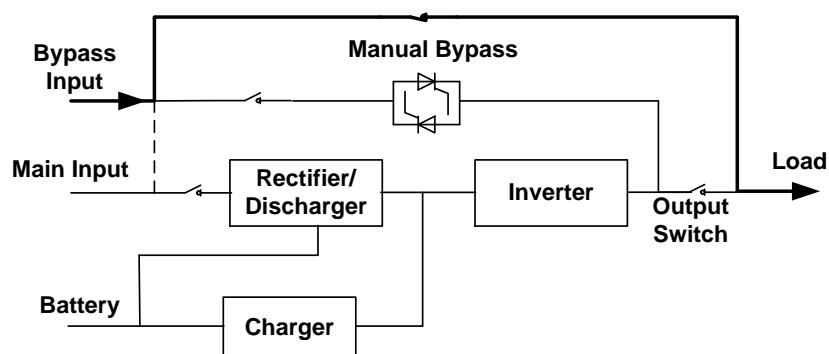 Bypass
Input
Manual Bypass
Main Input
Rectifier/
Discharger
Inverter
Load
Output
Switch
Battery
Charger